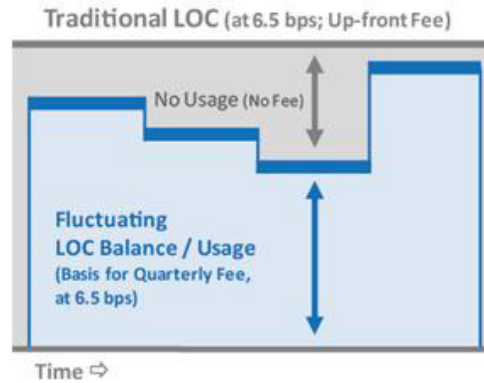 Traditional LOC (at 6.5 bps; Up-front Fee)
No Usage (No Fee)
Fluctuating
LOC Balance / Usage
(Basis for Quarterly Fee,
at 6.5 bps)
Time ⇨